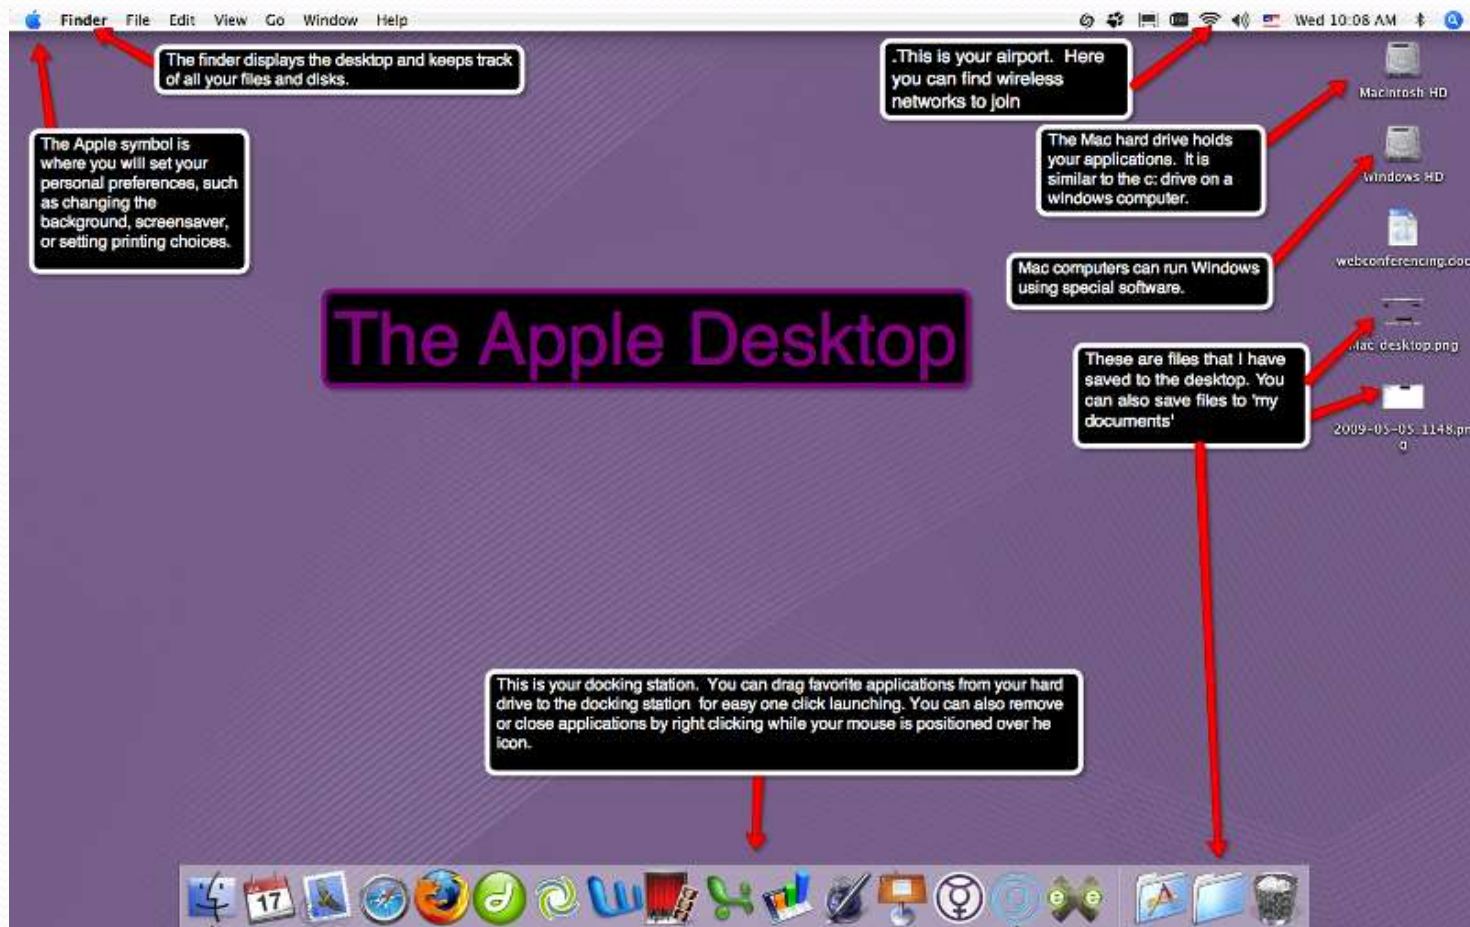 Finder File Edit View Go Window Help
Wed 10:08 AM
The finder displays the desktop and keeps track
of all your files and disks.
.This is your airport. Here
you can find wireless
networks to join
Macintosh HD
The Apple symbol is
where you will set your
personal preferences, such
as changing the
background, screensaver,
or setting printing choices.
The Mac hard drive holds
your applications. It is
similar to the c: drive on a
windows computer.
Windows HD
webconferencing.doc
Mac computers can run Windows
using special software.
The Apple Desktop
Mac desktop.png
These are files that I have
saved to the desktop. You
can also save files to 'my
documents'
2009-05-05_1148.pn
g
This is your docking station. You can drag favorite applications from your hard
drive to the docking station for easy one click launching. You can also remove
or close applications by right clicking while your mouse is positioned over he
icon.
17